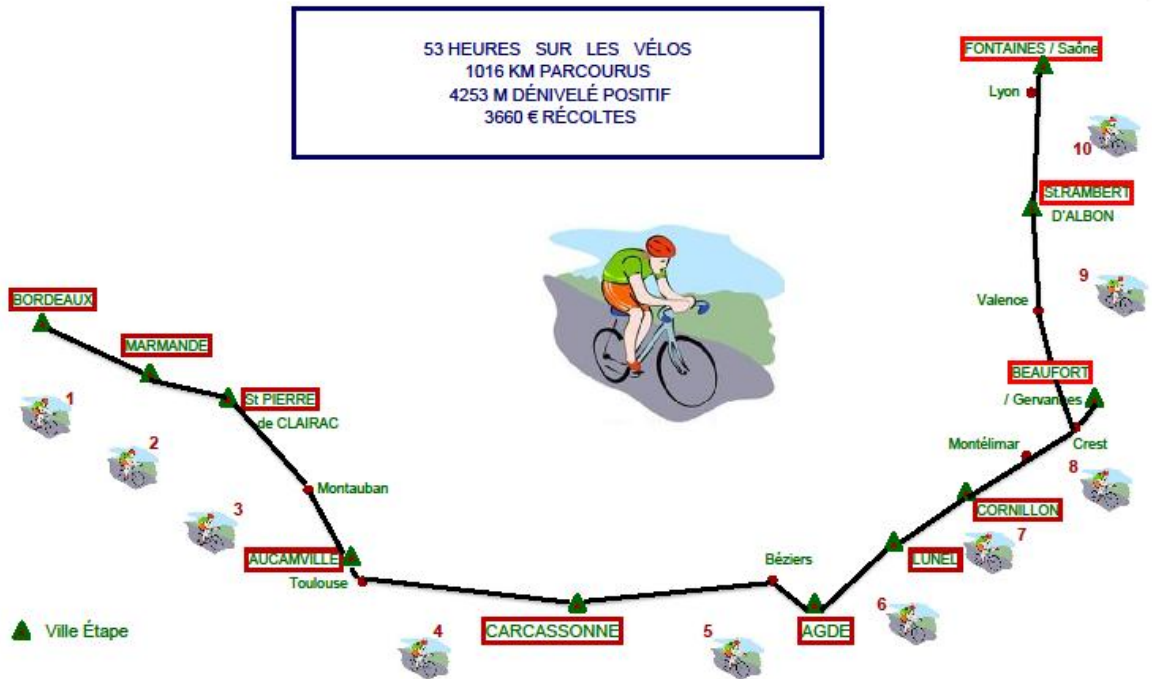 53 HEURES SUR LES VÉLOS
1016 KM PARCOURUS
4253 M DÉNIVELÉ POSITIF
3660 € RÉCOLTES
FONTAINES / Saône
Lyon
10
St.RAMBERT
D'ALBON
9
Valence
BORDEAUX
MARMANDE
BEAUFORT
/ Gervannes
1
St PIERRE
de CLAIRAC
2
Montélimar
Crest
8
Montauban
3
CORNILLON
7
AUCAMVILLE
Toulouse
Béziers
LUNEL
6
Ville Étape
4
CARCASSONNE
5
AGDE